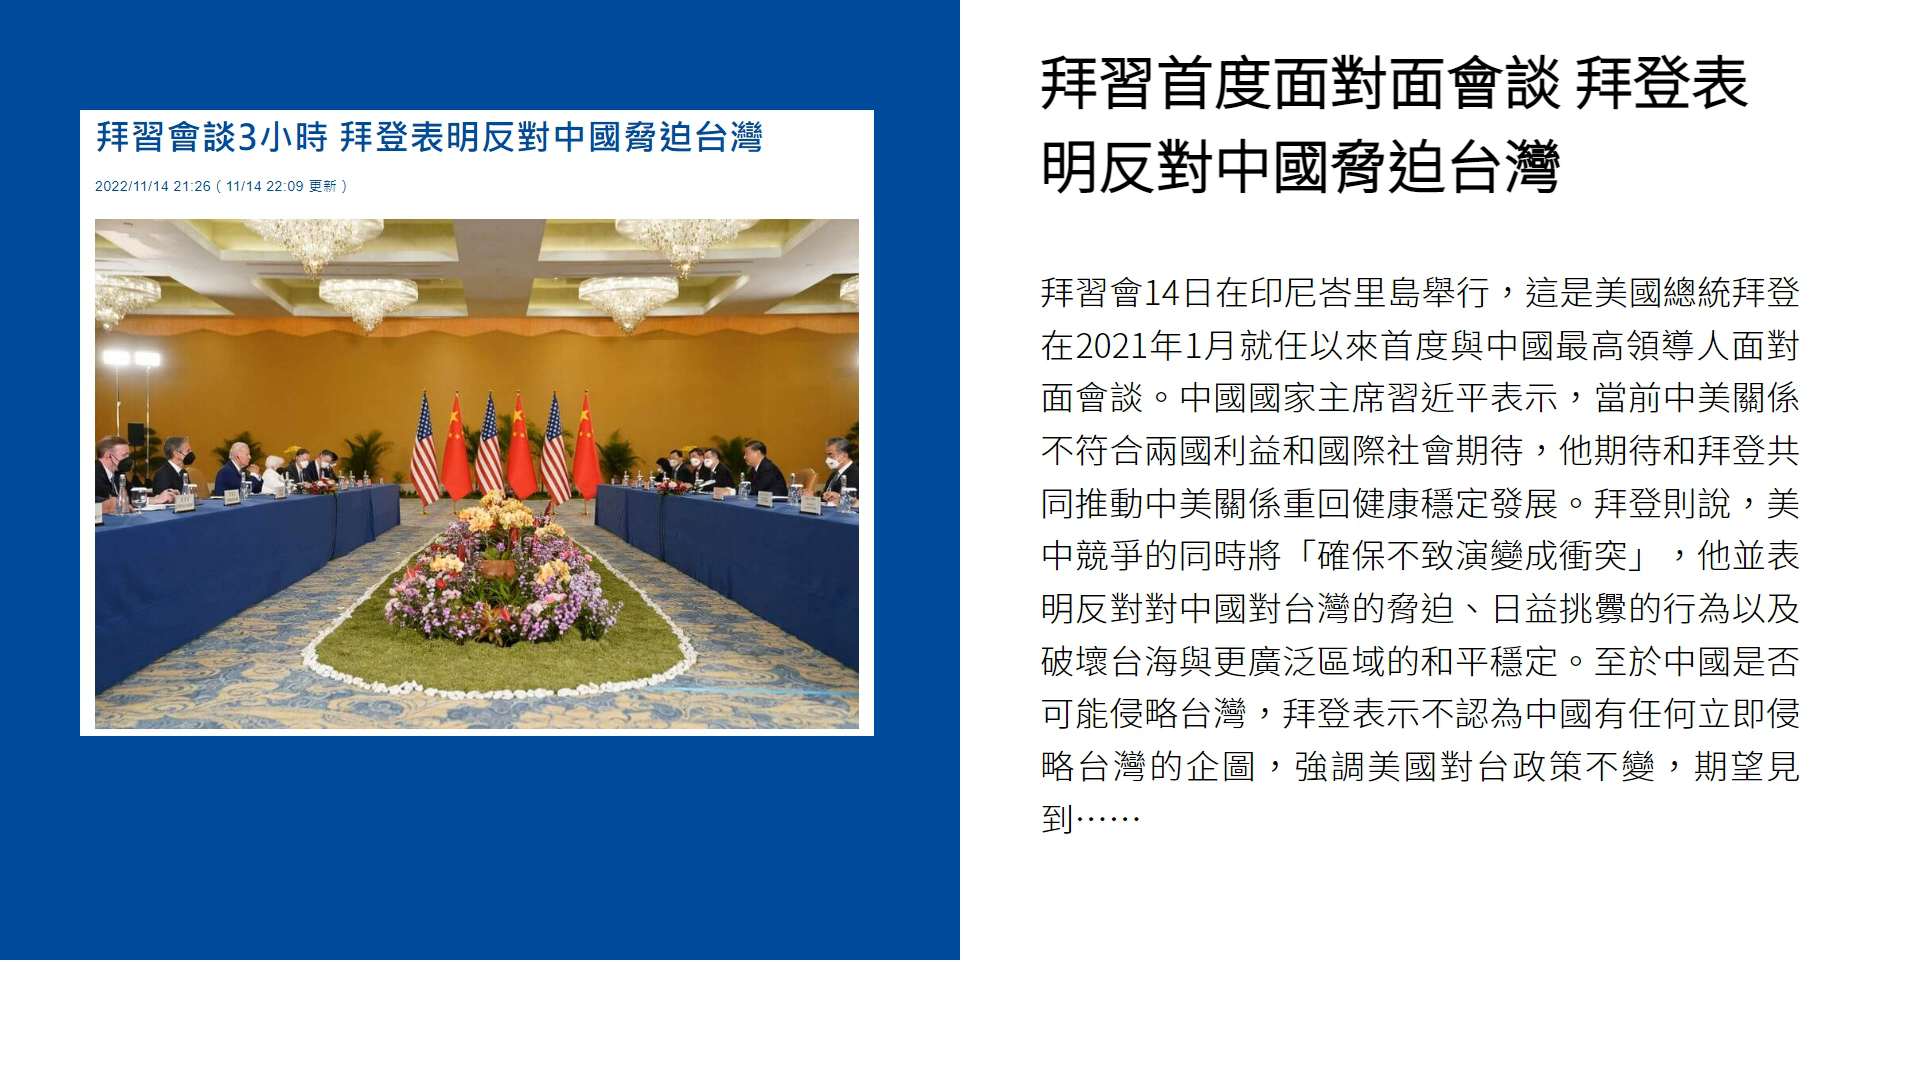 拜習會談3小時 拜登表明反對中國脅迫台灣
2022/11/14 21:26 ( 11/14 22:09 更新 )
拜習首度面對面會談 拜登表
明反對中國脅迫台灣
拜習會14日在印尼峇里島舉行，這是美國總統拜登
在2021年1月就任以來首度與中國最高領導人面對
面會談。中國國家主席習近平表示，當前中美關係
不符合兩國利益和國際社會期待，他期待和拜登共
同推動中美關係重回健康穩定發展。拜登則說，美
中競爭的同時將「確保不致演變成衝突」，他並表
明反對對中國對台灣的脅迫、日益挑釁的行為以及
破壞台海與更廣泛區域的和平穩定。至於中國是否
可能侵略台灣，拜登表示不認為中國有任何立即侵
略台灣的企圖，強調美國對台政策不變，期望見
到⋯⋯